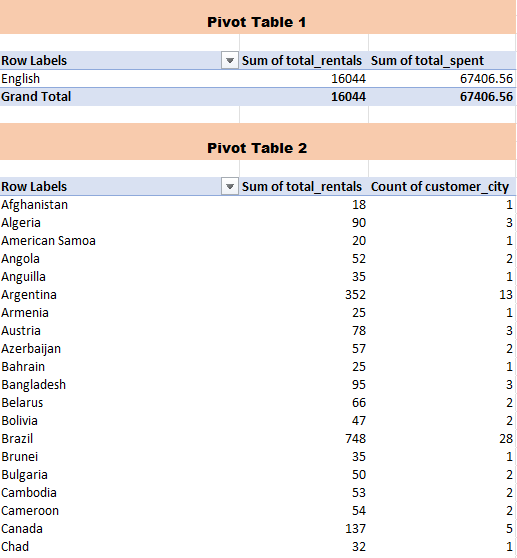 Pivot Table 1
Row Labels Sum of total_rentals Sum of total_spent
English 16044 67406.56
Grand Total 16044 67406.56
Pivot Table 2
Row Labels Sum of total_rentals Count of customer_city
Afghanistan 18 1
Algeria 90 3
American Samoa 20 1
Angola 52 2
Anguilla 35 1
Argentina 352 13
Armenia 25 1
Austria 78 3
Azerbaijan 57 2
Bahrain 25 1
Bangladesh 95 3
Belarus 66 2
Bolivia 47 2
Brazil 748 28
Brunei 35 1
Bulgaria 50 2
Cambodia 53 2
Cameroon 54 2
Canada 137 5
Chad 32 1